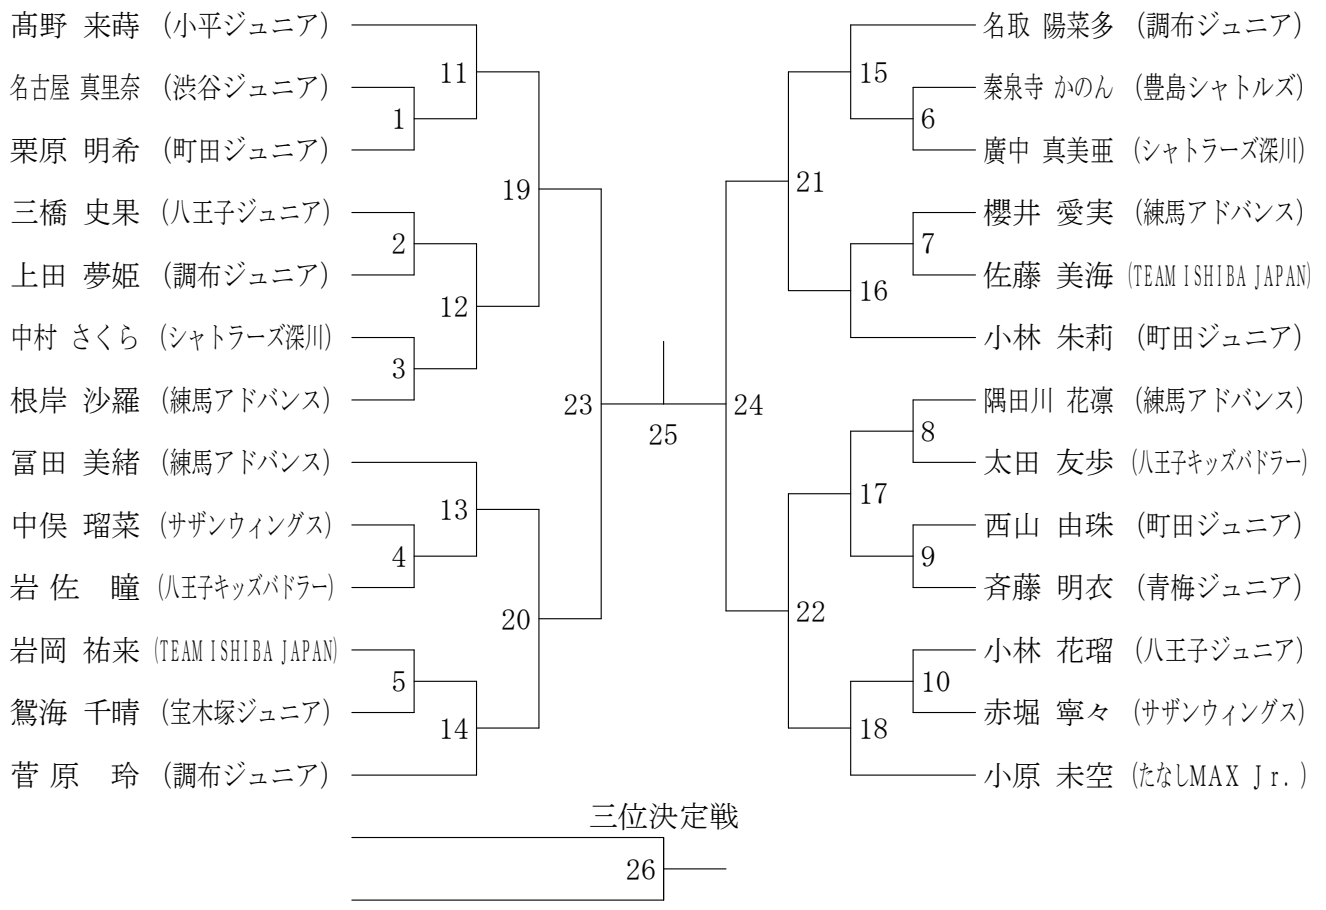 髙野 来蒔 (小平ジュニア)
名古屋 真里奈 (渋谷ジュニア)
栗原 明希 (町田ジュニア)
三橋 史果 (八王子ジュニア)
上田 夢姫 (調布ジュニア)
中村 さくら (シャトラーズ深川)
根岸 沙羅 (練馬アドバンス)
冨田 美緒 (練馬アドバンス)
中俣 瑠菜 (サザンウィングス)
岩佐 瞳 (八王子キッズバドラー)
岩岡 祐来 (TEAM ISHIBA JAPAN)
鴛海 千晴 (宝木塚ジュニア)
菅原 玲 (調布ジュニア)
1
2
3
4
5
11
12
13
14
19
20
23
25
24
21
22
15
16
17
18
6
7
8
9
10
名取 陽菜多 (調布ジュニア)
秦泉寺 かのん (豊島シャトルズ)
廣中 真美亜 (シャトラーズ深川)
櫻井 愛実 (練馬アドバンス)
佐藤 美海 (TEAM ISHIBA JAPAN)
小林 朱莉 (町田ジュニア)
隅田川 花凛 (練馬アドバンス)
太田 友歩 (八王子キッズバドラー)
西山 由珠 (町田ジュニア)
斉藤 明衣 (青梅ジュニア)
小林 花瑠 (八王子ジュニア)
赤堀 寧々 (サザンウィングス)
小原 未空 (たなしMAX Jr.)
三位決定戦
26